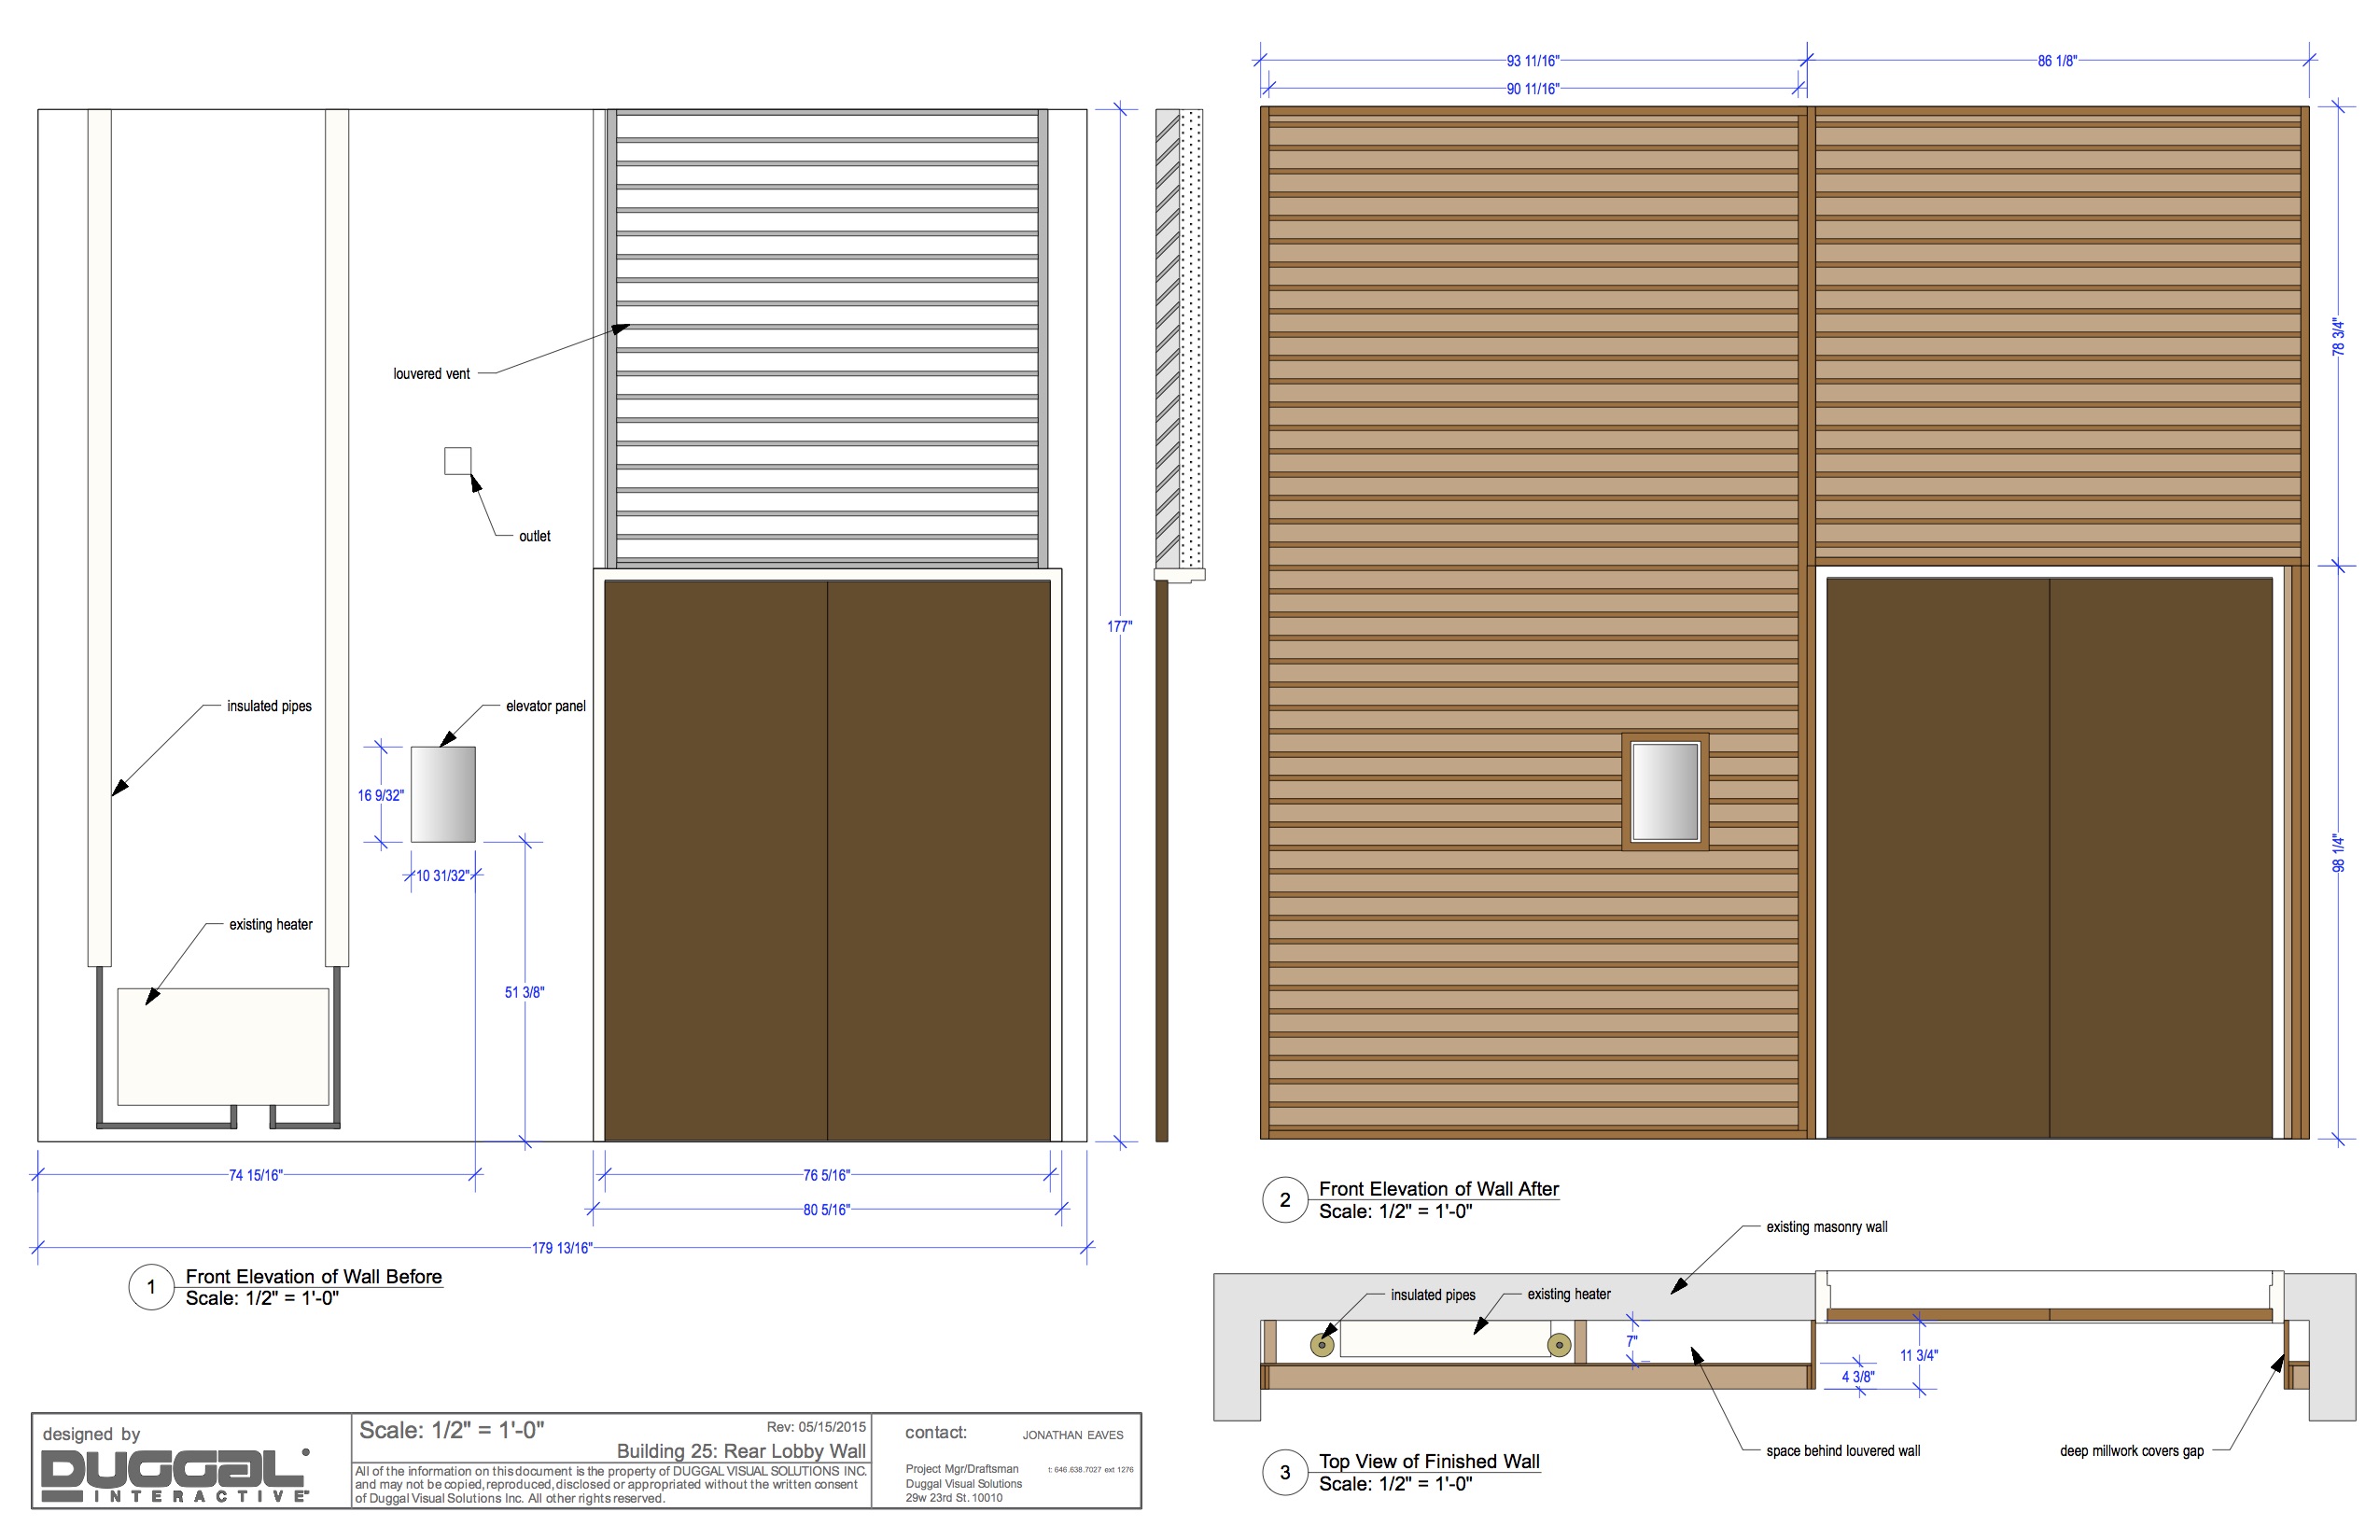 93 11/16"
86 1/8"
90 11/16"
louvered vent
outlet
78 3/4"
177"
insulated pipes
elevator panel
16 9/32"
10 31/32"
existing heater
51 3/8"
98 1/4"
74 15/16"
76 5/16"
80 5/16"
179 13/16"
1
Front Elevation of Wall Before
Scale: 1/2" = 1'-0"
2
Front Elevation of Wall After
Scale: 1/2" = 1'-0"
existing masonry wall
insulated pipes
existing heater
7"
11 3/4"
4 3/8"
space behind louvered wall
deep millwork covers gap
3
Top View of Finished Wall
Scale: 1/2" = 1'-0"
designed by
DUGGAL
INTERACTIVE
Scale: 1/2" = 1'-0"
Rev: 05/15/2015
Building 25: Rear Lobby Wall
All of the information on this document is the property of DUGGAL VISUAL SOLUTIONS INC.
and may not be copied, reproduced, disclosed or appropriated without the written consent
of Duggal Visual Solutions Inc. All other rights reserved.
contact:
JONATHAN EAVES
Project Mgr/Draftsman
t: 646.638.7027 ext 1276
Duggal Visual Solutions
29w 23rd St. 10010